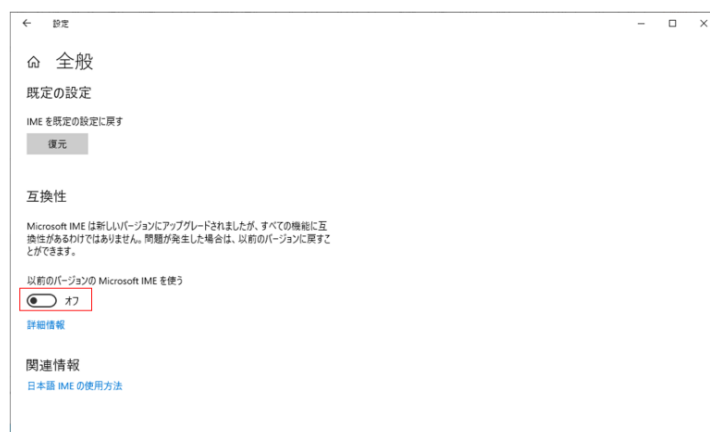 設定
全般
既定の設定
IME を既定の設定に戻す
復元
互換性
Microsoft IME は新しいバージョンにアップグレードされましたが、すべての機能に互
換性があるわけではありません。問題が発生した場合は、以前のバージョンに戻すこ
とができます。
以前のバージョンの Microsoft IME を使う
オフ
詳細情報
関連情報
日本語 IME の使用方法